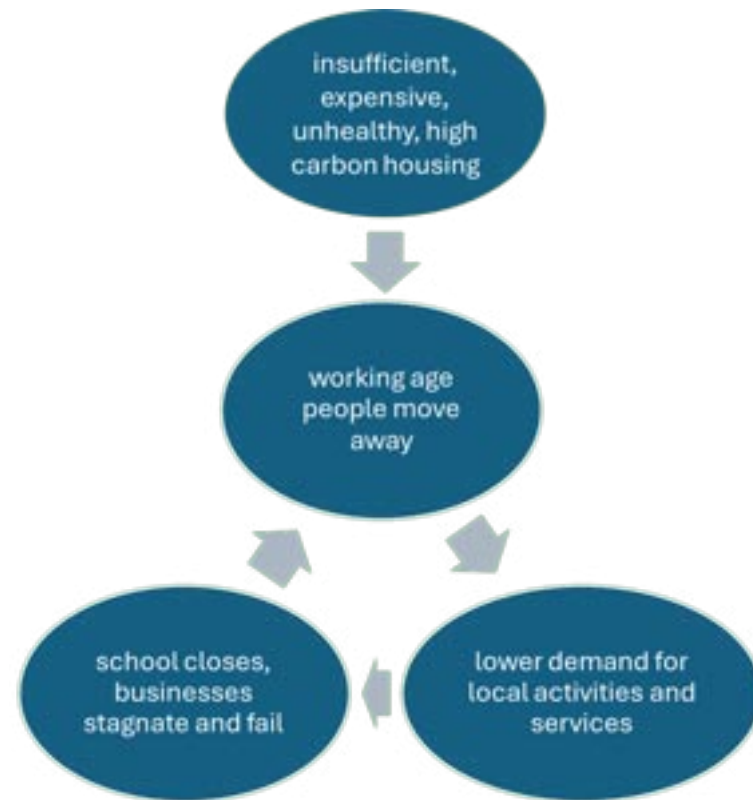 insufficient,
expensive,
unhealthy, high
carbon housing
working age
people move
away
school closes,
businesses
stagnate and fail
lower demand for
local activities and
services